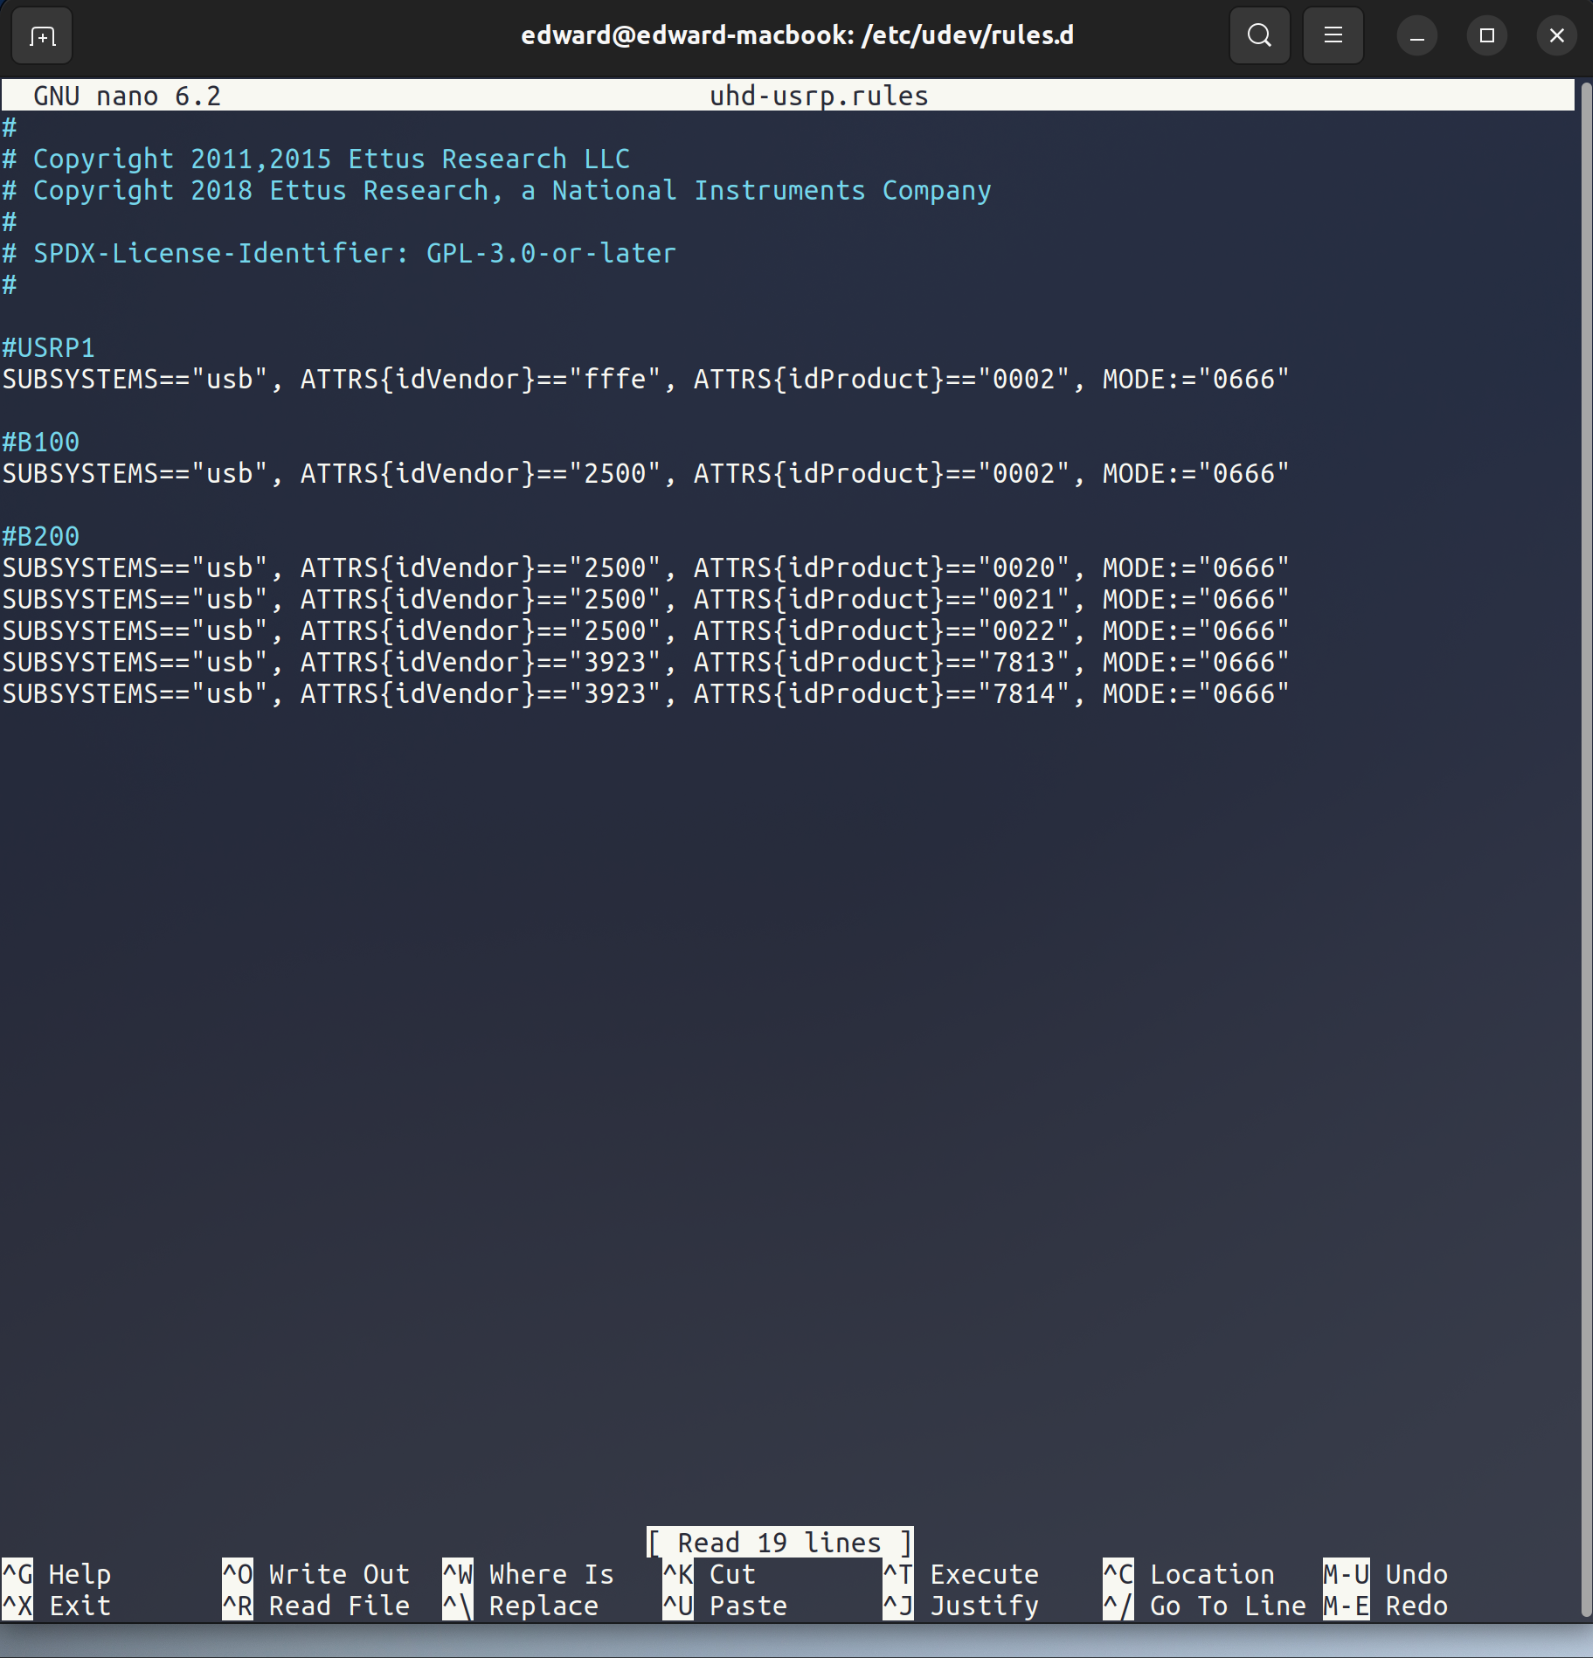 edward@edward-macbook: /etc/udev/rules.d
GNU nano 6.2 uhd-usrp.rules
#
# Copyright 2011,2015 Ettus Research LLC
# Copyright 2018 Ettus Research, a National Instruments Company
#
# SPDX-License-Identifier: GPL-3.0-or-later
#
#USRP1
SUBSYSTEMS=="usb", ATTRS{idVendor}=="fffe", ATTRS{idProduct}=="0002", MODE:="0666"
#B100
SUBSYSTEMS=="usb", ATTRS{idVendor}=="2500", ATTRS{idProduct}=="0002", MODE:="0666"
#B200
SUBSYSTEMS=="usb", ATTRS{idVendor}=="2500", ATTRS{idProduct}=="0020", MODE:="0666"
SUBSYSTEMS=="usb", ATTRS{idVendor}=="2500", ATTRS{idProduct}=="0021", MODE:="0666"
SUBSYSTEMS=="usb", ATTRS{idVendor}=="2500", ATTRS{idProduct}=="0022", MODE:="0666"
SUBSYSTEMS=="usb", ATTRS{idVendor}=="3923", ATTRS{idProduct}=="7813", MODE:="0666"
SUBSYSTEMS=="usb", ATTRS{idVendor}=="3923", ATTRS{idProduct}=="7814", MODE:="0666"
[ Read 19 lines ]
^G Help ^O Write Out ^W Where Is ^K Cut ^T Execute ^C Location M-U Undo
^X Exit ^R Read File ^\ Replace ^U Paste ^J Justify ^/ Go To Line M-E Redo